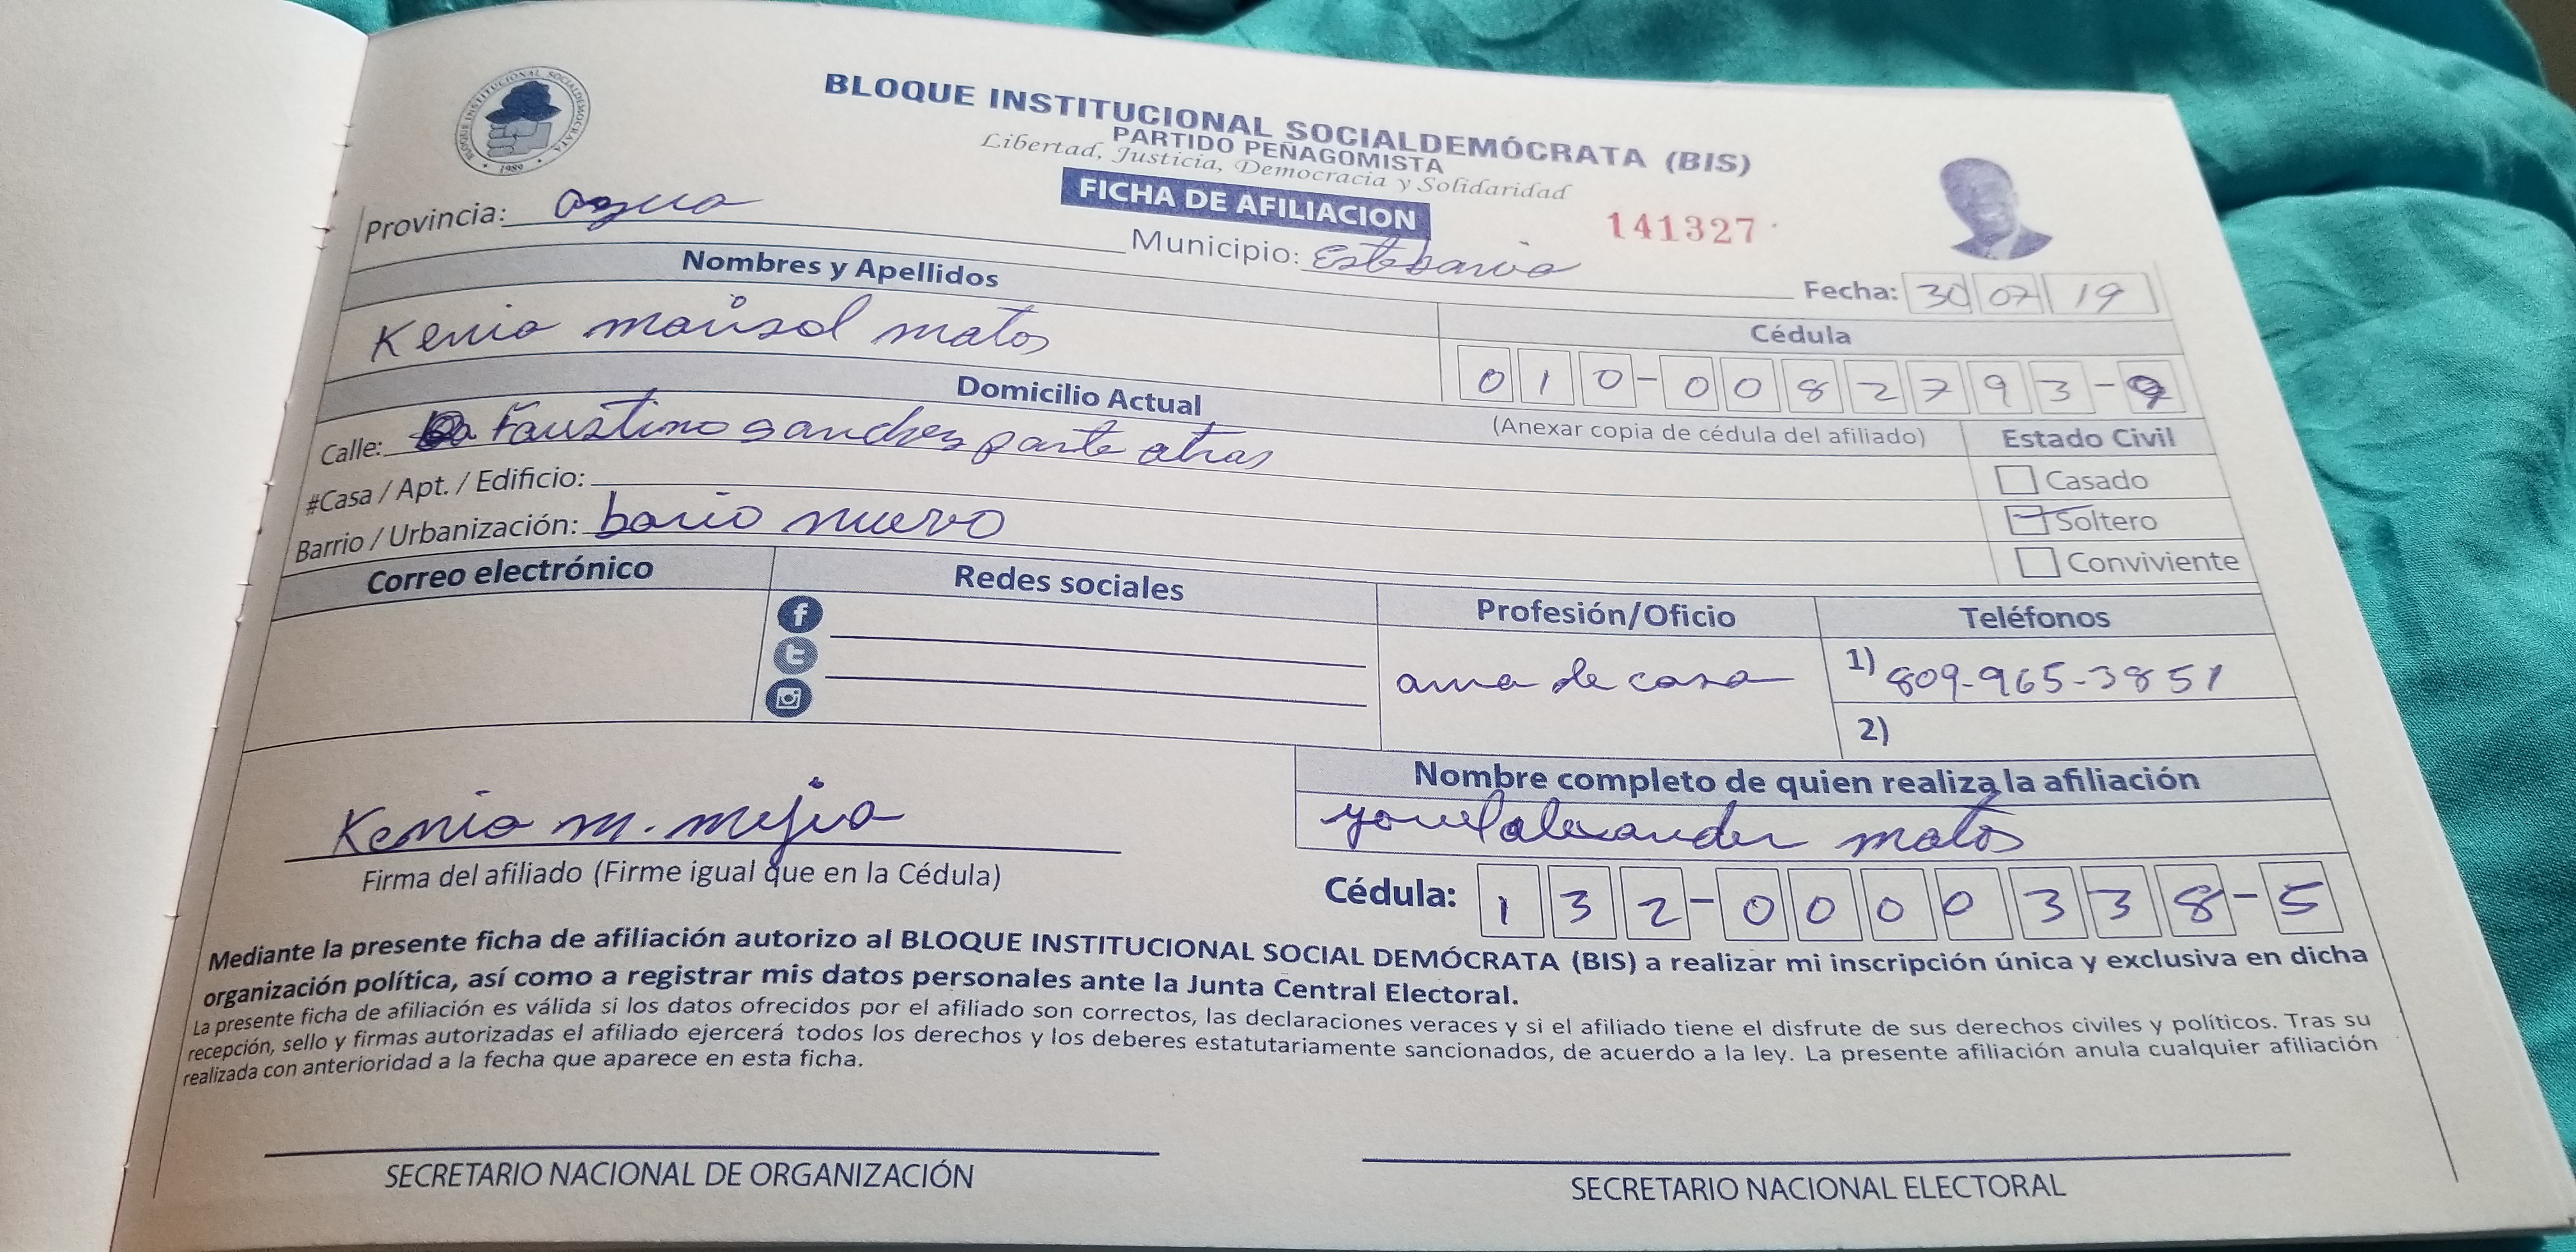 BLOQUE INSTITUCIONAL SOCIALDEMÓCRATA
1989
BLOQUE INSTITUCIONAL SOCIALDEMÓCRATA (BIS)
PARTIDO PEÑAGOMISTA
Libertad, Justicia, Democracia y Solidaridad
FICHA DE AFILIACION
141327
Provincia: azua
Municipio: Estebania
Fecha: 30 07 19
Nombres y Apellidos
Kenia marisol matos
Cédula
010-0082793-9
(Anexar copia de cédula del afiliado)
Domicilio Actual
Calle: Faustino sanches parte atras
#Casa / Apt. / Edificio:
Barrio / Urbanización: bario nuevo
Estado Civil
Casado
Soltero
Conviviente
Correo electrónico
Redes sociales
Profesión/Oficio
ama de casa
Teléfonos
1) 809-965-3851
2)
Kenia m. mejia
Firma del afiliado (Firme igual que en la Cédula)
Nombre completo de quien realiza la afiliación
alexander matos
Cédula: 132-0000338-5
Mediante la presente ficha de afiliación autorizo al BLOQUE INSTITUCIONAL SOCIAL DEMÓCRATA (BIS) a realizar mi inscripción única y exclusiva en dicha
organización política, así como a registrar mis datos personales ante la Junta Central Electoral.
La presente ficha de afiliación es válida si los datos ofrecidos por el afiliado son correctos, las declaraciones veraces y si el afiliado tiene el disfrute de sus derechos civiles y políticos. Tras su
recepción, sello y firmas autorizadas el afiliado ejercerá todos los derechos y los deberes estatutariamente sancionados, de acuerdo a la ley. La presente afiliación anula cualquier afiliación
realizada con anterioridad a la fecha que aparece en esta ficha.
SECRETARIO NACIONAL DE ORGANIZACIÓN
SECRETARIO NACIONAL ELECTORAL